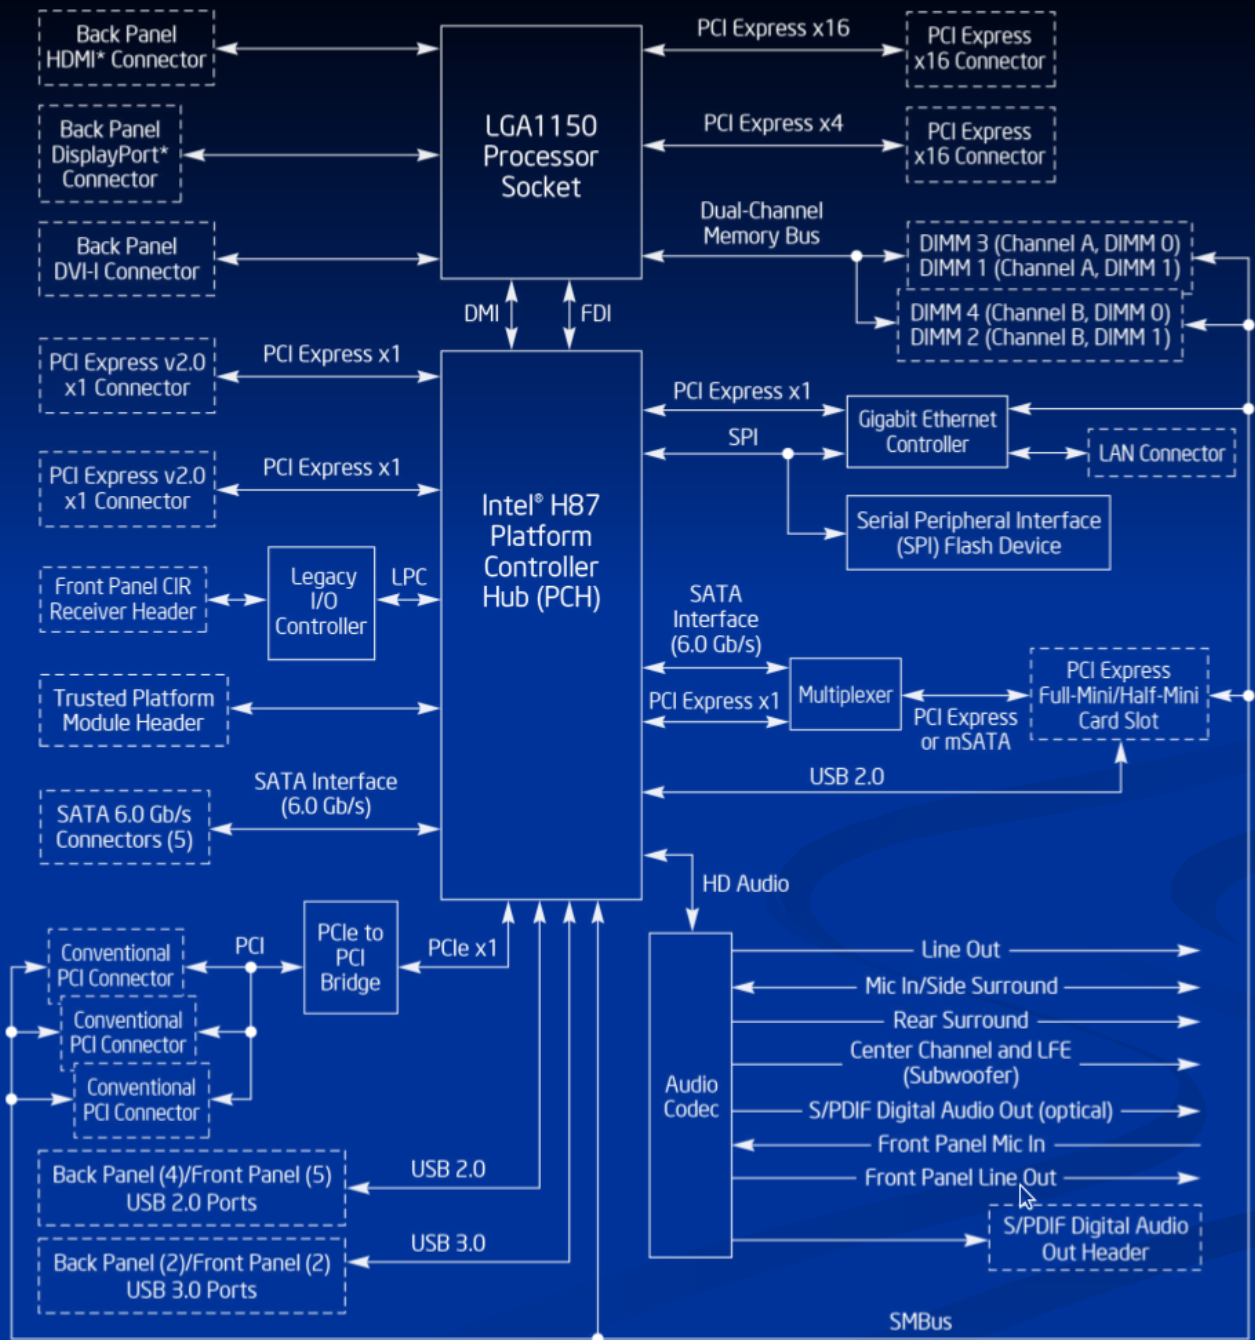 Back Panel
HDMI* Connector
PCI Express x16
PCI Express
x16 Connector
LGA1150
Processor
Socket
Back Panel
DisplayPort*
Connector
PCI Express x4
PCI Express
x16 Connector
Back Panel
DVI-I Connector
Dual-Channel
Memory Bus
DIMM 3 (Channel A, DIMM 0)
DIMM 1 (Channel A, DIMM 1)
DIMM 4 (Channel B, DIMM 0)
DIMM 2 (Channel B, DIMM 1)
DMI
FDI
PCI Express v2.0
x1 Connector
PCI Express x1
PCI Express v2.0
x1 Connector
PCI Express x1
Intel® H87
Platform
Controller
Hub (PCH)
PCI Express x1
SPI
Gigabit Ethernet
Controller
LAN Connector
Serial Peripheral Interface
(SPI) Flash Device
Front Panel CIR
Receiver Header
Legacy
I/O
Controller
LPC
SATA
Interface
(6.0 Gb/s)
PCI Express x1
Multiplexer
PCI Express
or mSATA
PCI Express
Full-Mini/Half-Mini
Card Slot
Trusted Platform
Module Header
USB 2.0
SATA 6.0 Gb/s
Connectors (5)
SATA Interface
(6.0 Gb/s)
HD Audio
Conventional
PCI Connector
Conventional
PCI Connector
Conventional
PCI Connector
PCI
PCIe to
PCI
Bridge
PCIe x1
Audio
Codec
Line Out
Mic In/Side Surround
Rear Surround
Center Channel and LFE
(Subwoofer)
S/PDIF Digital Audio Out (optical)
Front Panel Mic In
Front Panel Line Out
S/PDIF Digital Audio
Out Header
Back Panel (4)/Front Panel (5)
USB 2.0 Ports
USB 2.0
Back Panel (2)/Front Panel (2)
USB 3.0 Ports
USB 3.0
SMBus